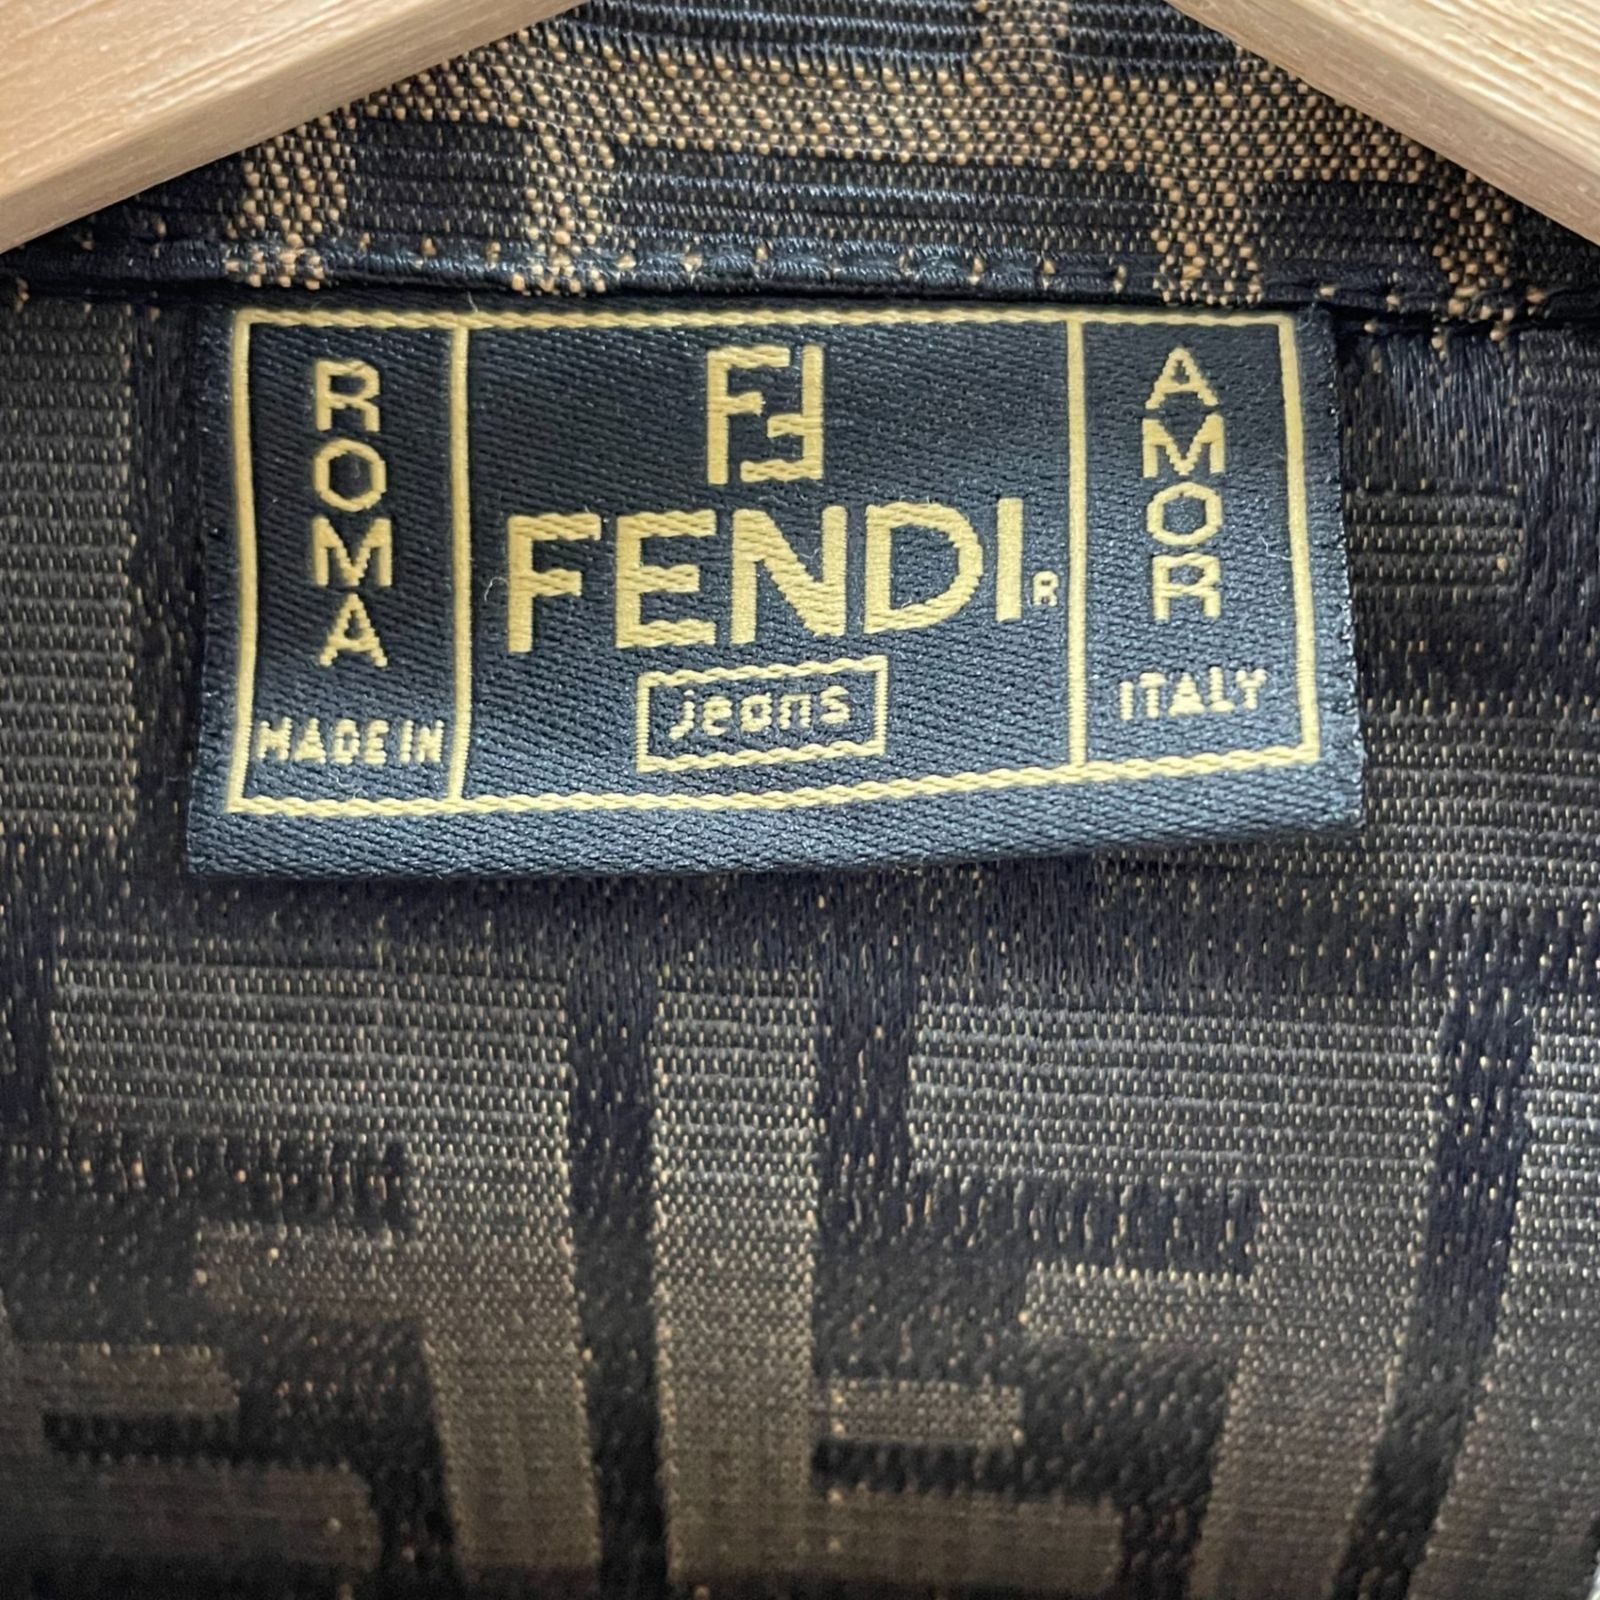 ROMA
MADE IN
FF
FENDI R
jeans
AMOR
ITALY